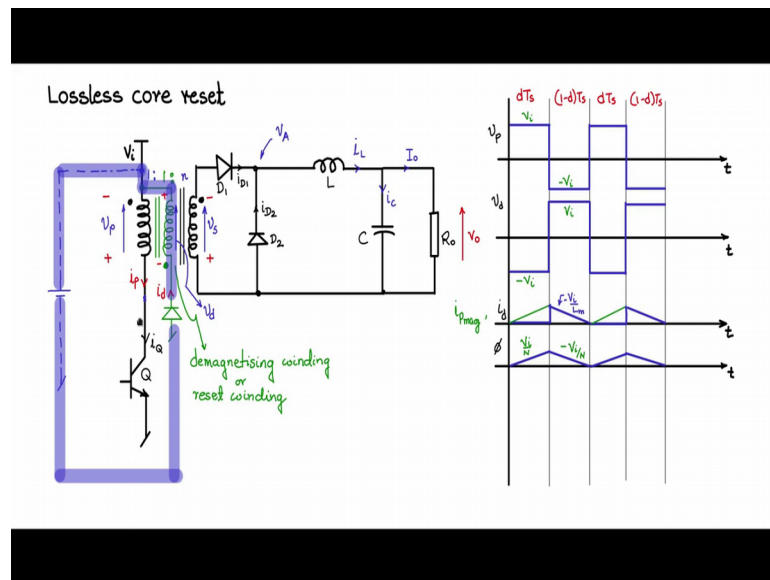 Lossless core reset
Vi
1 : 1 : n
vp
- + - +
+ - - +
ip
id
iQ
Q
vs
vd
D1
iD1
vA
iD2
D2
L
iL
Io
ic
C
Ro
vo
demagnetising winding
or
reset winding
dTs (1-d)Ts dTs (1-d)Ts
vp
Vi
-Vi
t
vd
Vi
-Vi
t
ipmag, id
-Vi/Lm
t
φ
Vi/N
-Vi/N
t